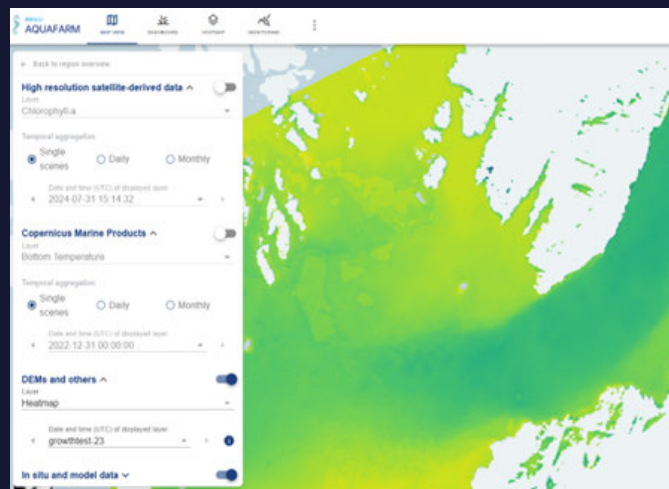 AQUAFARM
MAP VIEW
DASHBOARD
HEATMAP
MONITORING
Back to region overview
High resolution satellite-derived data
Layer
Chlorophyll-a
Temporal aggregation
Single scenes
Daily
Monthly
Date and time (UTC) of displayed layer
2024-07-31 15:14:32
Copernicus Marine Products
Layer
Bottom Temperature
Temporal aggregation
Single scenes
Daily
Monthly
Date and time (UTC) of displayed layer
2022-12-31 00:00:00
DEMs and others
Layer
Heatmap
Date and time (UTC) of displayed layer
growthtest-23
In situ and model data